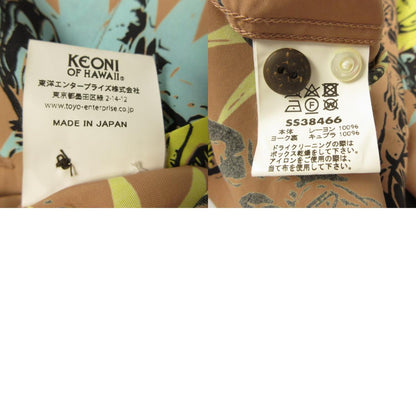 KEONI
OF HAWAII®
東洋エンタープライズ株式会社
東京都墨田区緑 2-14-12
www.toyo-enterprise.co.jp
MADE IN JAPAN
SS38466
本体 レーヨン 100%
ヨーク裏 キュプラ 100%
ドライクリーニングの際は
ボックス乾燥をして下さい。
アイロンをご使用の際は、
当て布を使用して下さい。